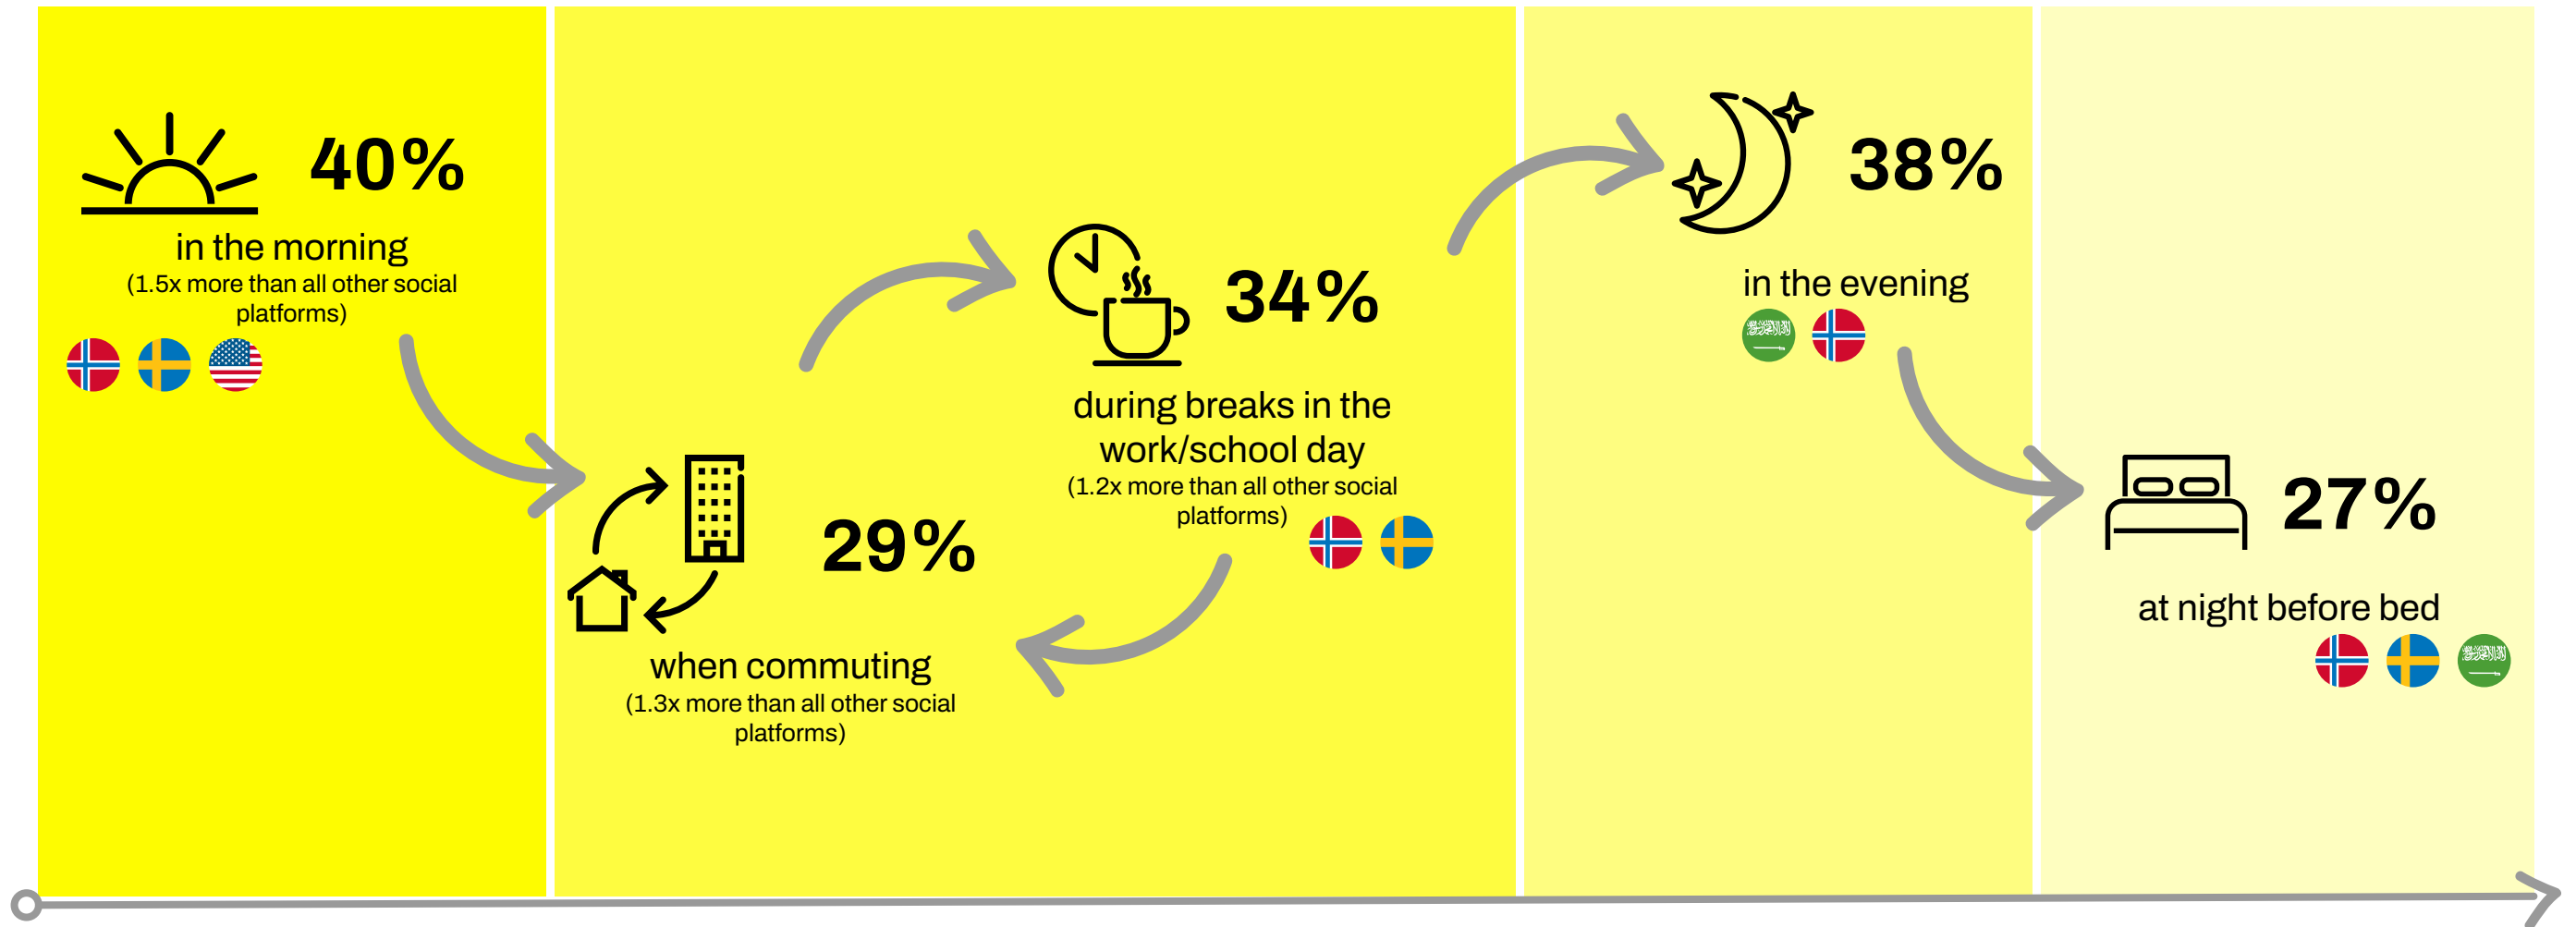 40%
in the morning
(1.5x more than all other social
platforms)
29%
when commuting
(1.3x more than all other social
platforms)
34%
during breaks in the
work/school day
(1.2x more than all other social
platforms)
38%
in the evening
27%
at night before bed